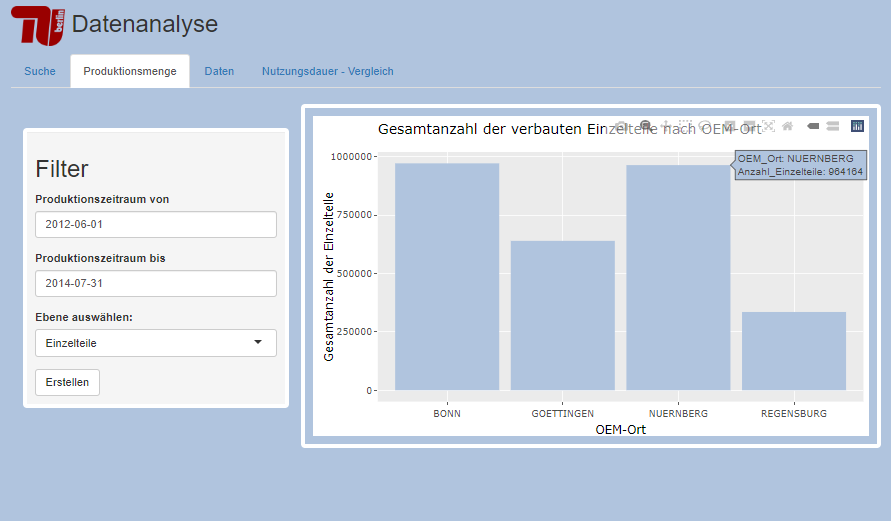 TU berlin Datenanalyse
Suche Produktionsmenge Daten Nutzungsdauer - Vergleich
Filter
Produktionszeitraum von
2012-06-01
Produktionszeitraum bis
2014-07-31
Ebene auswählen:
Einzelteile
Erstellen
Gesamtanzahl der verbauten Einzelteile nach OEM-Ort
OEM_Ort: NUERNBERG
Anzahl_Einzelteile: 964164
Gesamtanzahl der Einzelteile
1000000
750000
500000
250000
0
BONN GOETTINGEN NUERNBERG REGENSBURG
OEM-Ort